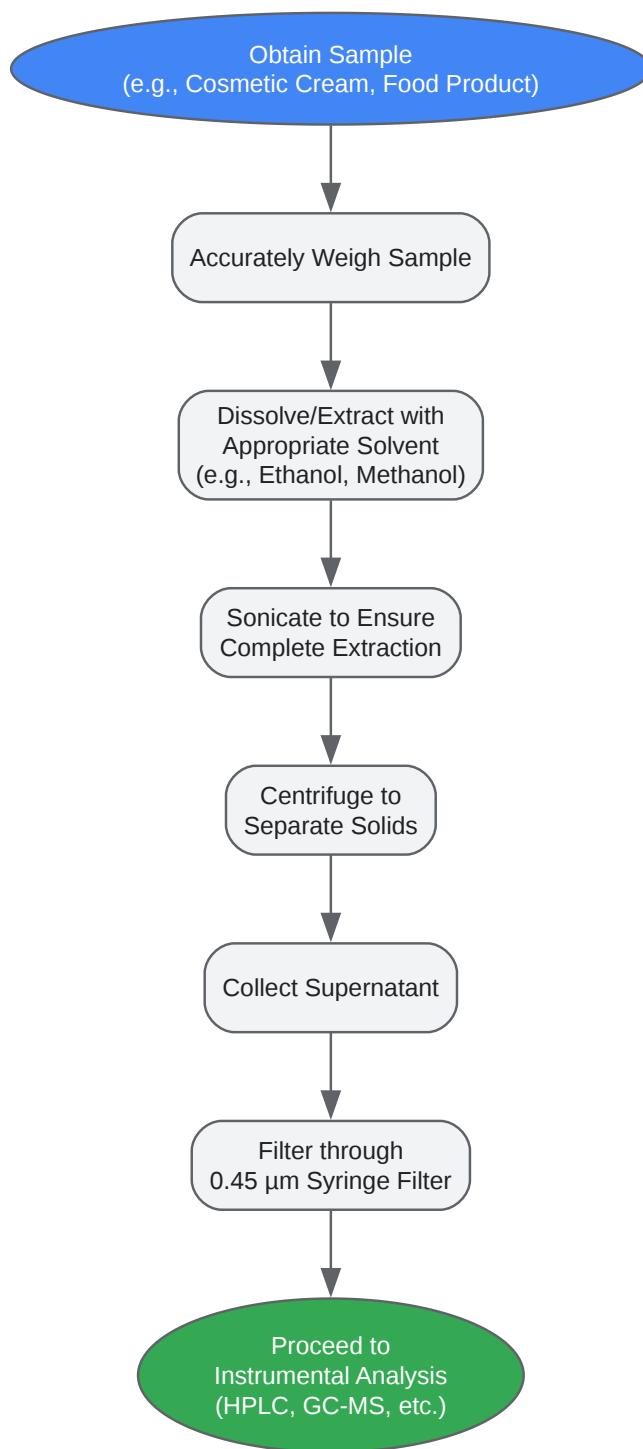 Obtain Sample
(e.g., Cosmetic Cream, Food Product)
Accurately Weigh Sample
Dissolve/Extract with
Appropriate Solvent
(e.g., Ethanol, Methanol)
Sonicate to Ensure
Complete Extraction
Centrifuge to
Separate Solids
Collect Supernatant
Filter through
0.45 µm Syringe Filter
Proceed to
Instrumental Analysis
(HPLC, GC-MS, etc.)